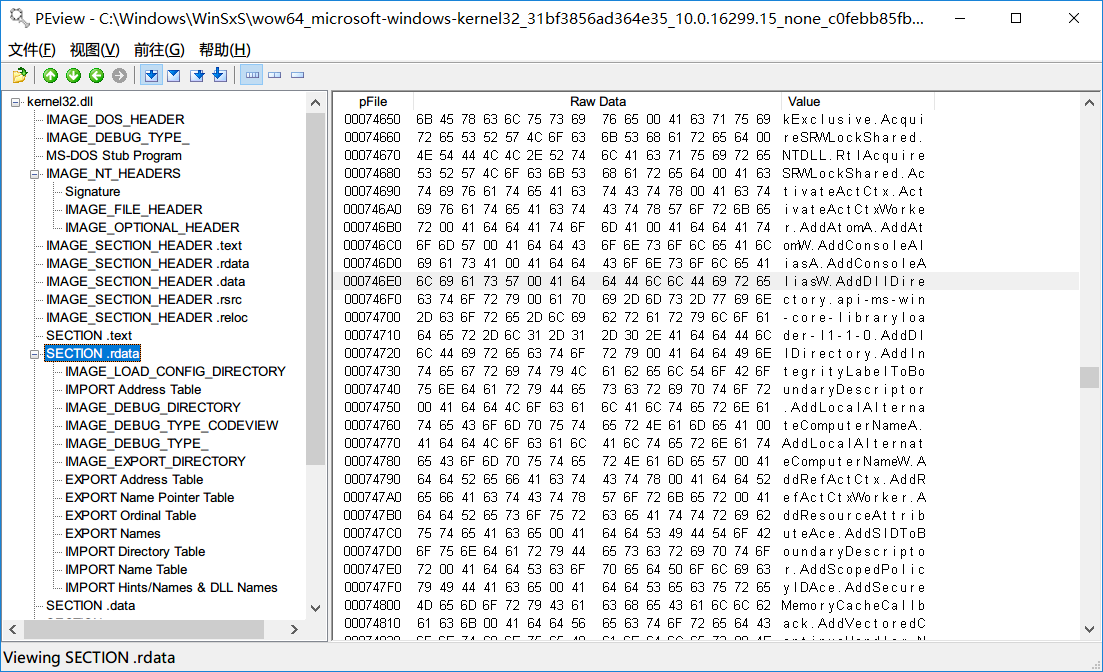 PEview - C:\Windows\WinSxS\wow64_microsoft-windows-kernel32_31bf3856ad364e35_10.0.16299.15_none_c0febb85fb...
文件(F) 视图(V) 前往(G) 帮助(H)
kernel32.dll
IMAGE_DOS_HEADER
IMAGE_DEBUG_TYPE_
MS-DOS Stub Program
IMAGE_NT_HEADERS
Signature
IMAGE_FILE_HEADER
IMAGE_OPTIONAL_HEADER
IMAGE_SECTION_HEADER .text
IMAGE_SECTION_HEADER .rdata
IMAGE_SECTION_HEADER .data
IMAGE_SECTION_HEADER .rsrc
IMAGE_SECTION_HEADER .reloc
SECTION .text
SECTION .rdata
IMAGE_LOAD_CONFIG_DIRECTORY
IMPORT Address Table
IMAGE_DEBUG_DIRECTORY
IMAGE_DEBUG_TYPE_CODEVIEW
IMAGE_DEBUG_TYPE_
IMAGE_EXPORT_DIRECTORY
EXPORT Address Table
EXPORT Name Pointer Table
EXPORT Ordinal Table
EXPORT Names
IMPORT Directory Table
IMPORT Name Table
IMPORT Hints/Names & DLL Names
SECTION .data
pFile Raw Data Value
00074650 6B 45 78 63 6C 75 73 69 76 65 00 41 63 71 75 69 kExclusive.Acqui
00074660 72 65 53 52 57 4C 6F 63 6B 53 68 61 72 65 64 00 reSRWLockShared.
00074670 4E 54 44 4C 4C 2E 52 74 6C 41 63 71 75 69 72 65 NTDLL.RtlAcquire
00074680 53 52 57 4C 6F 63 6B 53 68 61 72 65 64 00 41 63 SRWLockShared.Ac
00074690 74 69 76 61 74 65 41 63 74 43 74 78 00 41 63 74 tivateActCtx.Act
000746A0 69 76 61 74 65 41 63 74 43 74 78 57 6F 72 6B 65 ivateActCtxWorke
000746B0 72 00 41 64 64 41 74 6F 6D 41 00 41 64 64 41 74 r.AddAtomA.AddAt
000746C0 6F 6D 57 00 41 64 64 43 6F 6E 73 6F 6C 65 41 6C omW.AddConsoleAl
000746D0 69 61 73 41 00 41 64 64 43 6F 6E 73 6F 6C 65 41 iasA.AddConsoleA
000746E0 6C 69 61 73 57 00 41 64 64 44 6C 6C 44 69 72 65 liasW.AddDllDire
000746F0 63 74 6F 72 79 00 61 70 69 2D 6D 73 2D 77 69 6E ctory.api-ms-win
00074700 2D 63 6F 72 65 2D 6C 69 62 72 61 72 79 6C 6F 61 -core-libraryloa
00074710 64 65 72 2D 6C 31 2D 31 2D 30 2E 41 64 64 44 6C der-l1-1-0.AddDl
00074720 6C 44 69 72 65 63 74 6F 72 79 00 41 64 64 49 6E lDirectory.AddIn
00074730 74 65 67 72 69 74 79 4C 61 62 65 6C 54 6F 42 6F tegrityLabelToBo
00074740 75 6E 64 61 72 79 44 65 73 63 72 69 70 74 6F 72 undaryDescriptor
00074750 00 41 64 64 4C 6F 63 61 6C 41 6C 74 65 72 6E 61 .AddLocalAlterna
00074760 74 65 43 6F 6D 70 75 74 65 72 4E 61 6D 65 41 00 teComputerNameA.
00074770 41 64 64 4C 6F 63 61 6C 41 6C 74 65 72 6E 61 74 AddLocalAlternat
00074780 65 43 6F 6D 70 75 74 65 72 4E 61 6D 65 57 00 41 eComputerNameW.A
00074790 64 64 52 65 66 41 63 74 43 74 78 00 41 64 64 52 ddRefActCtx.AddR
000747A0 65 66 41 63 74 43 74 78 57 6F 72 6B 65 72 00 41 efActCtxWorker.A
000747B0 64 64 52 65 73 6F 75 72 63 65 41 74 74 72 69 62 ddResourceAttrib
000747C0 75 74 65 41 63 65 00 41 64 64 53 49 44 54 6F 42 uteAce.AddSIDToB
000747D0 6F 75 6E 64 61 72 79 44 65 73 63 72 69 70 74 6F oundaryDescripto
000747E0 72 00 41 64 64 53 63 6F 70 65 64 50 6F 6C 69 63 r.AddScopedPolic
000747F0 79 49 44 41 63 65 00 41 64 64 53 65 63 75 72 65 yIDAce.AddSecure
00074800 4D 65 6D 6F 72 79 43 61 63 68 65 43 61 6C 6C 62 MemoryCacheCallb
00074810 61 63 6B 00 41 64 64 56 65 63 74 6F 72 65 64 43 ack.AddVectoredC
Viewing SECTION .rdata